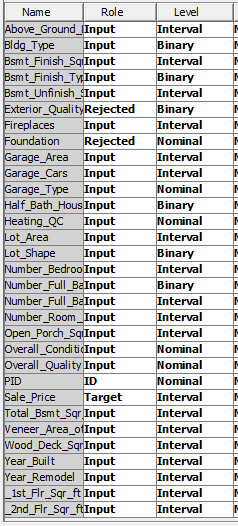 Name Role Level
Above_Ground_ Input Interval N
Bldg_Type Input Binary N
Bsmt_Finish_Sq Input Interval N
Bsmt_Finish_Ty Input Binary N
Bsmt_Unfinish_S Input Interval N
Exterior_Quality Rejected Binary N
Fireplaces Input Interval N
Foundation Rejected Nominal N
Garage_Area Input Interval N
Garage_Cars Input Interval N
Garage_Type Input Nominal N
Half_Bath_Hous Input Binary N
Heating_QC Input Nominal N
Lot_Area Input Interval N
Lot_Shape Input Binary N
Number_Bedroo Input Interval N
Number_Full_Ba Input Binary N
Number_Full_Ba Input Interval N
Number_Room_ Input Interval N
Open_Porch_Sq Input Interval N
Overall_Conditio Input Nominal N
Overall_Quality Input Nominal N
PID ID Nominal N
Sale_Price Target Interval N
Total_Bsmt_Sqr_ Input Interval N
Veneer_Area_of Input Interval N
Wood_Deck_Sqr Input Interval N
Year_Built Input Interval N
Year_Remodel Input Interval N
_1st_Flr_Sqr_ft Input Interval N
_2nd_Flr_Sqr_ft Input Interval N